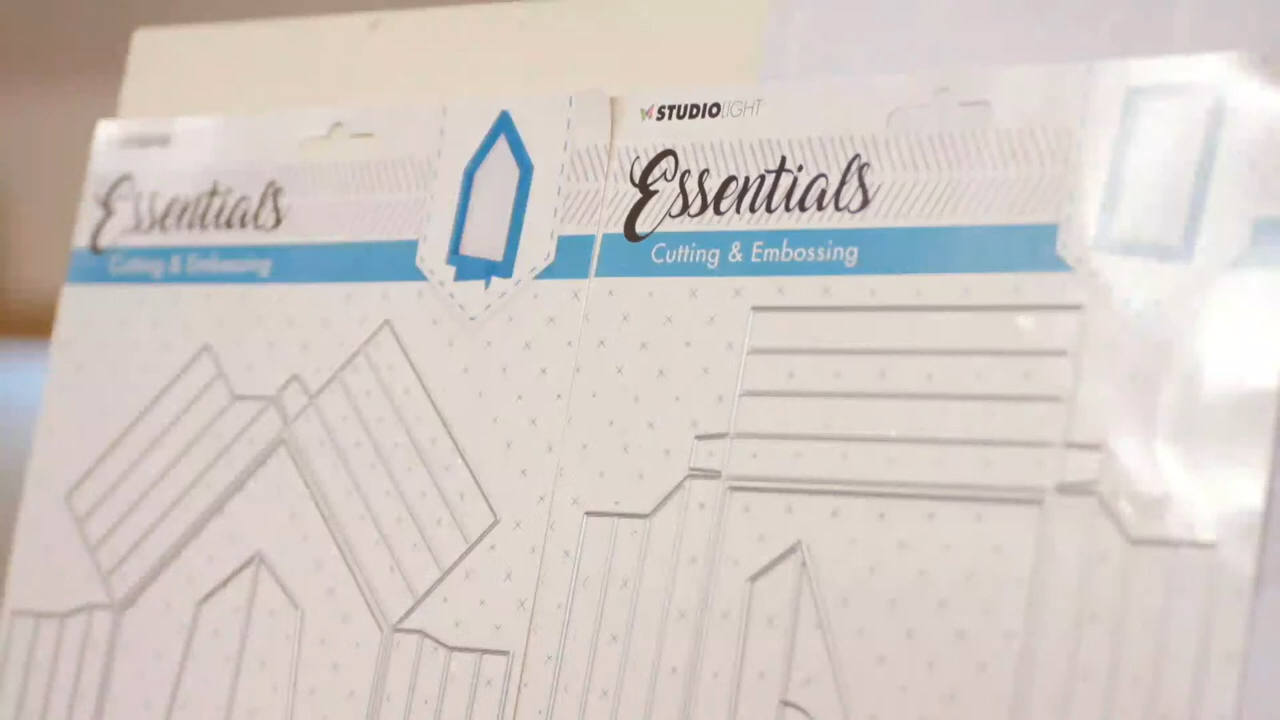 Essentials
Cutting & Embossing
STUDIOLIGHT
Essentials
Cutting & Embossing